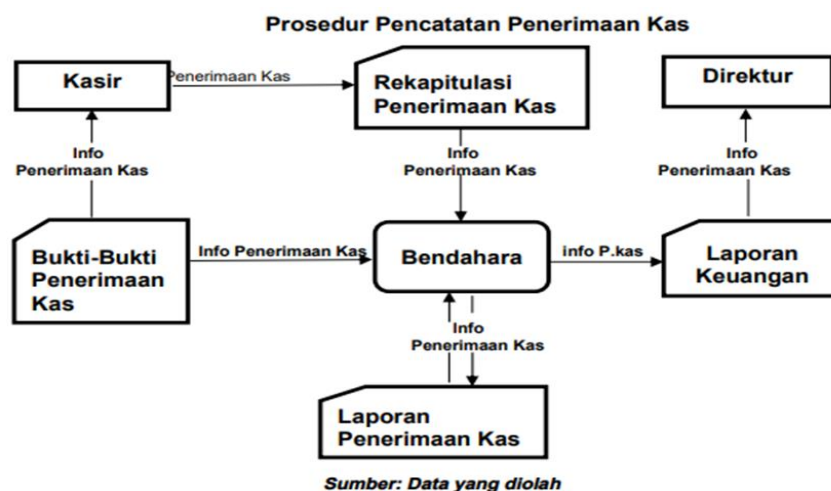 Prosedur Pencatatan Penerimaan Kas
Kasir
Penerimaan Kas
Rekapitulasi
Penerimaan Kas
Direktur
Info
Penerimaan Kas
Info
Penerimaan Kas
Info
Penerimaan Kas
Bukti-Bukti
Penerimaan
Kas
Info Penerimaan Kas
Bendahara
info P.kas
Laporan
Keuangan
Info
Penerimaan Kas
Laporan
Penerimaan Kas
Sumber: Data yang diolah